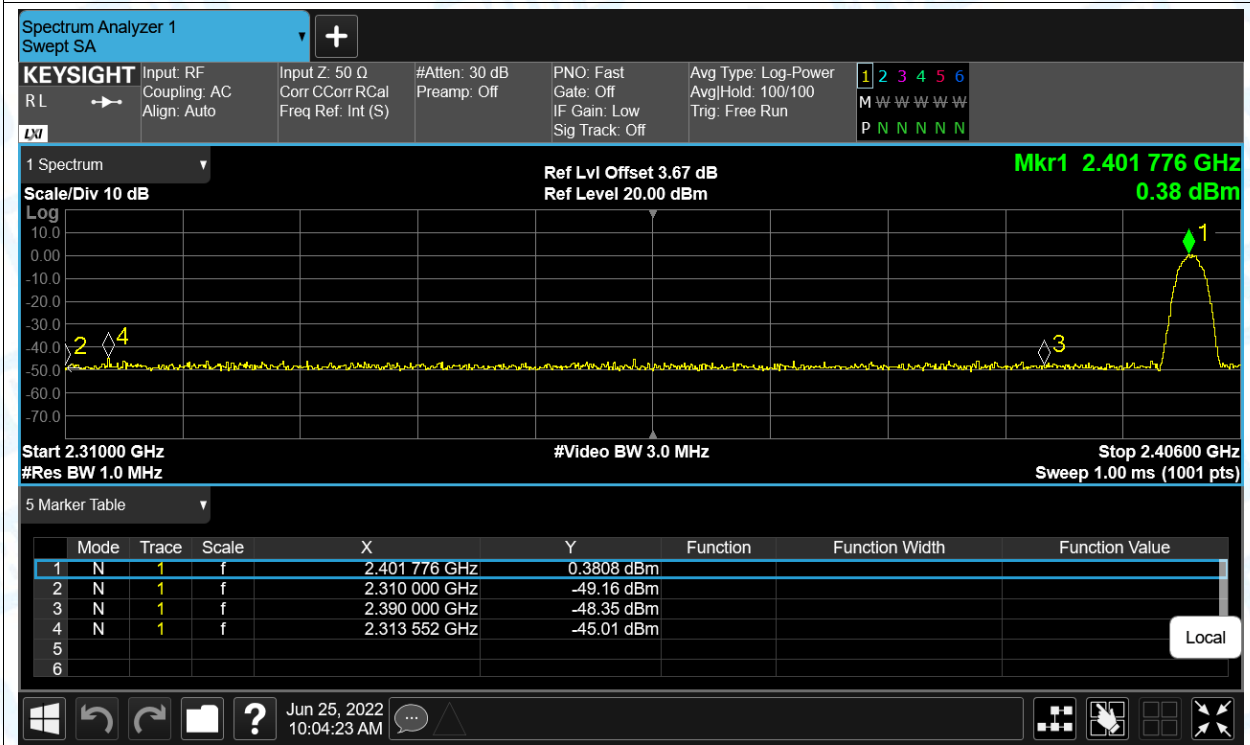 Spectrum Analyzer 1
Swept SA
KEYSIGHT
R L
LXI
Input: RF
Coupling: AC
Align: Auto
Input Z: 50 Ω
Corr CCorr RCal
Freq Ref: Int (S)
#Atten: 30 dB
Preamp: Off
PNO: Fast
Gate: Off
IF Gain: Low
Sig Track: Off
Avg Type: Log-Power
Avg|Hold: 100/100
Trig: Free Run
1 2 3 4 5 6
M W W W W W
P N N N N N
1 Spectrum
Scale/Div 10 dB
Ref Lvl Offset 3.67 dB
Ref Level 20.00 dBm
Mkr1 2.401 776 GHz
0.38 dBm
Log
10.0
0.00
-10.0
-20.0
-30.0
-40.0
-50.0
-60.0
-70.0
1
2
4
3
Start 2.31000 GHz
#Video BW 3.0 MHz
Stop 2.40600 GHz
#Res BW 1.0 MHz
Sweep 1.00 ms (1001 pts)
5 Marker Table
Mode Trace Scale X Y Function Function Width Function Value
1 N 1 f 2.401 776 GHz 0.3808 dBm
2 N 1 f 2.310 000 GHz -49.16 dBm
3 N 1 f 2.390 000 GHz -48.35 dBm
4 N 1 f 2.313 552 GHz -45.01 dBm
5
6
Local
?
Jun 25, 2022
10:04:23 AM